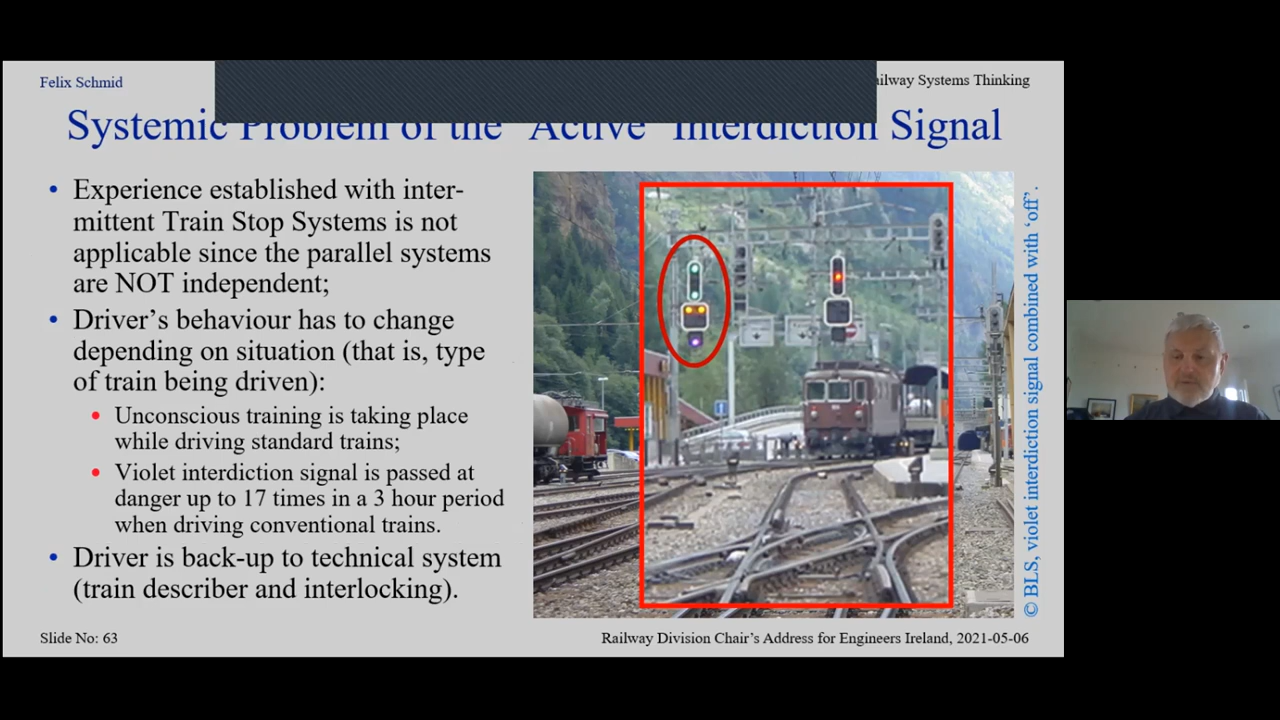 Felix Schmid
ailway Systems Thinking
Systemic Problem of the "Active" Interdiction Signal
• Experience established with inter-
mittent Train Stop Systems is not
applicable since the parallel systems
are NOT independent;
• Driver's behaviour has to change
depending on situation (that is, type
of train being driven):
• Unconscious training is taking place
while driving standard trains;
• Violet interdiction signal is passed at
danger up to 17 times in a 3 hour period
when driving conventional trains.
• Driver is back-up to technical system
(train describer and interlocking).
© BLS, violet interdiction signal combined with ‘off’.
Slide No: 63
Railway Division Chair's Address for Engineers Ireland, 2021-05-06